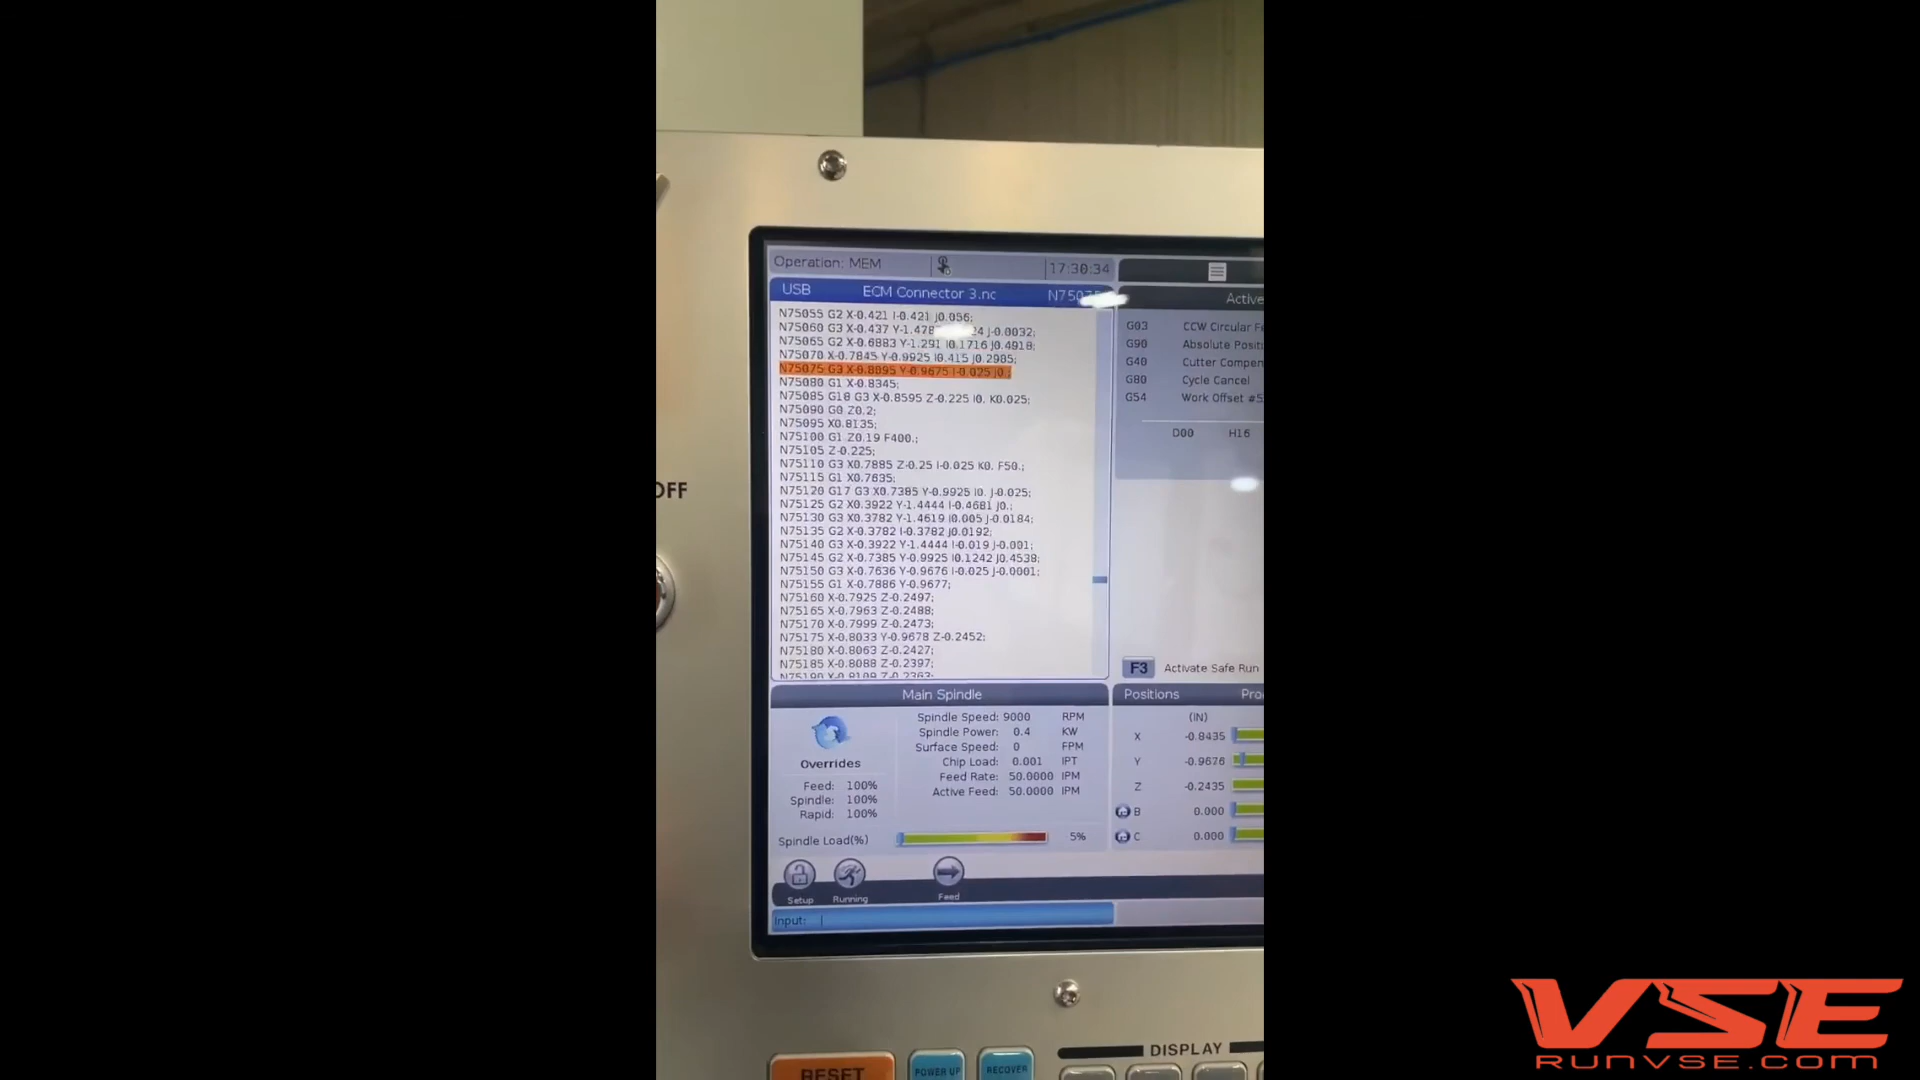 Operation: MEM
17:30:34
USB
ECM Connector 3.nc
N75055 G2 X-0.421 I-0.421 J0.056;
N75060 G3 X-0.437 J-0.0032;
N75065 G2 X-0.6883 Y-1.291 I0.1716 J0.4918;
N75070 X-0.7845 Y-0.9925 I0.415 J0.2985;
N75075 G3 X-0.8095 Y-0.9675 I-0.025 J0.;
N75080 G1 X-0.8345;
N75085 G18 G3 X-0.8595 Z-0.225 I0. K0.025;
N75090 G0 Z0.2;
N75095 X0.8135;
N75100 G1 Z0.19 F400.;
N75105 Z-0.225;
N75110 G3 X0.7885 Z-0.25 I-0.025 K0. F50.;
N75115 G1 X0.7635;
N75120 G17 G3 X0.7385 Y-0.9925 I0. J-0.025;
N75125 G2 X0.3922 Y-1.4444 I-0.4681 J0.;
N75130 G3 X0.3782 Y-1.4619 I0.005 J-0.0184;
N75135 G2 X-0.3782 I-0.3782 J0.0192;
N75140 G3 X-0.3922 Y-1.4444 I-0.019 J-0.001;
N75145 G2 X-0.7385 Y-0.9925 I0.1242 J0.4538;
N75150 G3 X-0.7636 Y-0.9676 I-0.025 J-0.0001;
N75155 G1 X-0.7886 Y-0.9677;
N75160 X-0.7925 Z-0.2497;
N75165 X-0.7963 Z-0.2488;
N75170 X-0.7999 Z-0.2473;
N75175 X-0.8033 Y-0.9678 Z-0.2452;
N75180 X-0.8063 Z-0.2427;
N75185 X-0.8088 Z-0.2397;
N75190 X-0.8108 Z-0.2363;
G03 CCW Circular
G90 Absolute
G40 Cutter
G80 Cycle Cancel
G54 Work Offset
D00 H16
F3 Activate Safe Run
Main Spindle
Overrides
Feed: 100%
Spindle: 100%
Rapid: 100%
Spindle Speed: 9000 RPM
Spindle Power: 0.4 KW
Surface Speed: 0 FPM
Chip Load: 0.001 IPT
Feed Rate: 50.0000 IPM
Active Feed: 50.0000 IPM
Spindle Load(%) 5%
Positions
(IN)
X -0.8435
Y -0.9676
Z -0.2435
B 0.000
C 0.000
Setup
Running
Feed
Input:
OFF
RESET
POWER UP
RECOVER
DISPLAY
VSE
RUNVSE.COM